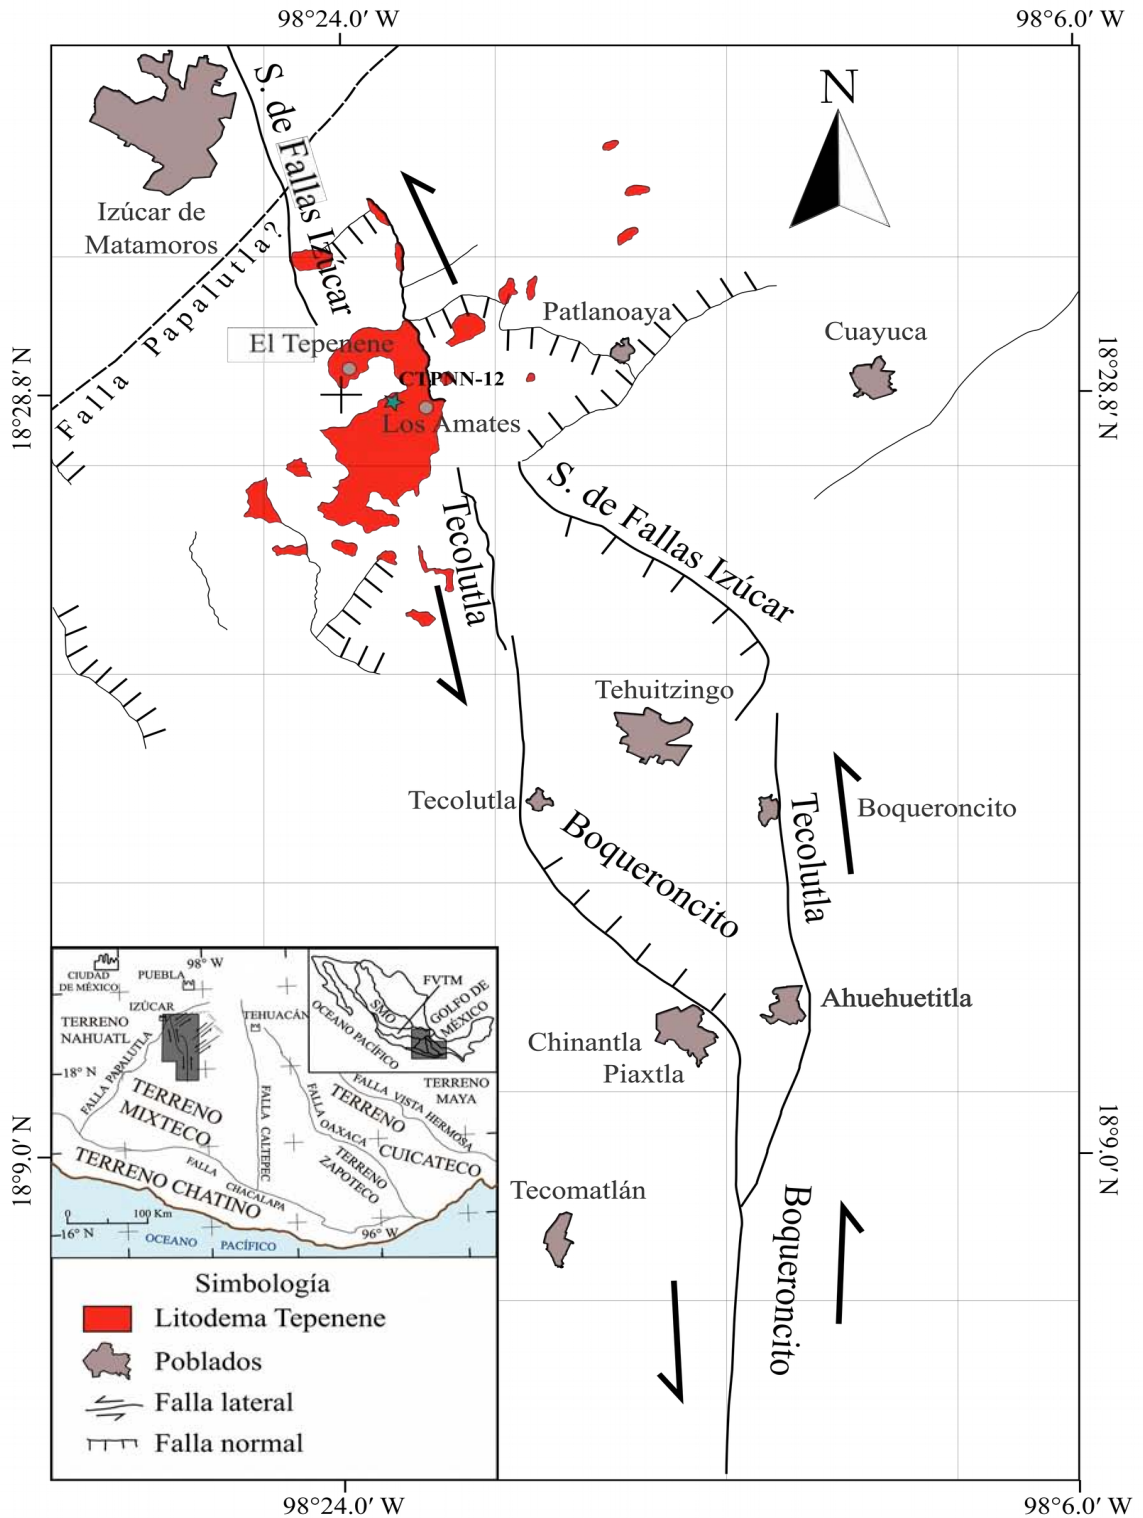 98°24.0′ W
98°6.0′ W
N
S. de Fallas Izúcar
Izúcar de
Matamoros
Falla Papalutla?
Patlanoaya
Cuayuca
El Tepenene
CTPNN-12
Los Amates
18°28.8′ N
18°28.8′ N
S. de Fallas Izúcar
Tecolutla
Tehuitzingo
Tecolutla
Boqueroncito
Tecolutla
Boqueroncito
Ahuehuetitla
Chinantla
Piaxtla
18°9.0′ N
18°9.0′ N
Tecomatlán
Boqueroncito
98° W
CIUDAD
DE MÉXICO
PUEBLA
IZÚCAR
TEHUACÁN
TERRENO
NAHUATL
FVTM
SMO
GOLFO DE
MÉXICO
OCEANO PACÍFICO
18° N
FALLA PAPALUTLA
TERRENO
MIXTECO
FALLA CALTEPEC
FALLA OAXACA
FALLA VISTA HERMOSA
TERRENO
MAYA
TERRENO
CUICATECO
TERRENO
ZAPOTECO
FALLA CHACALAPA
TERRENO CHATINO
0 100 Km
16° N
96° W
OCEANO PACÍFICO
Simbología
Litodema Tepenene
Poblados
Falla lateral
Falla normal
98°24.0′ W
98°6.0′ W